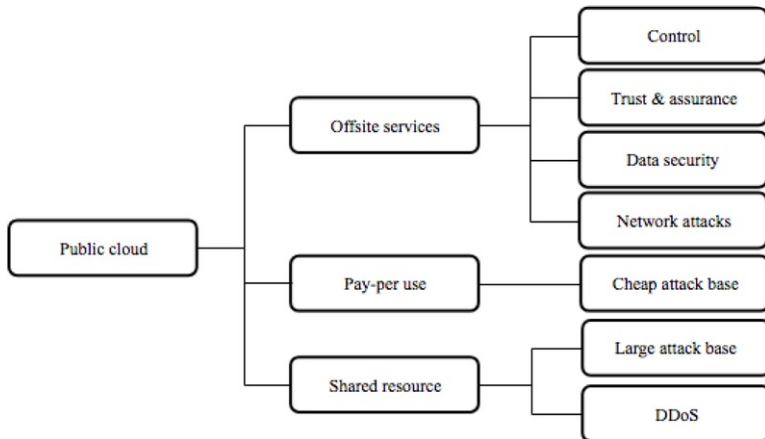 Control
Trust & assurance
Offsite services
Data security
Network attacks
Public cloud
Pay-per use
Cheap attack base
Large attack base
Shared resource
DDoS